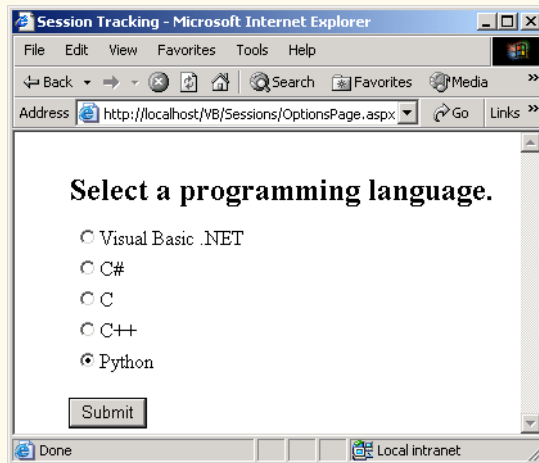 Session Tracking - Microsoft Internet Explorer
File Edit View Favorites Tools Help
Back Search Favorites Media »
Address http://localhost/VB/Sessions/OptionsPage.aspx Go Links »
Select a programming language.
Visual Basic .NET
C#
C
C++
Python
Submit
Done Local intranet